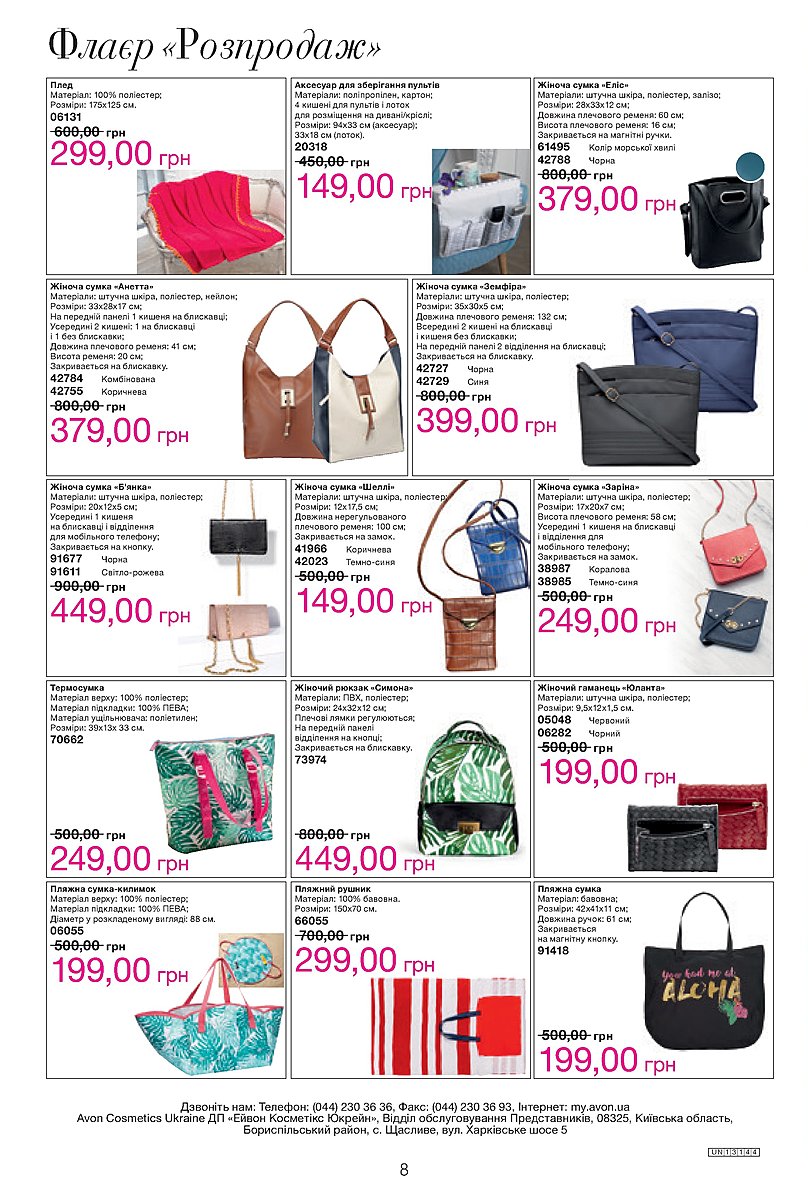 Флаєр «Розпродаж»
Плед
Матеріал: 100% поліестер;
Розміри: 175х125 см.
06131
600,00 грн
299,00 грн
Аксесуар для зберігання пультів
Матеріали: поліпропілен, картон;
4 кишені для пультів і лоток
для розміщення на дивані/кріслі;
Розміри: 94х33 см (аксесуар);
33х18 см (лоток).
20318
450,00 грн
149,00 грн
Жіноча сумка «Еліс»
Матеріали: штучна шкіра, поліестер, залізо;
Розміри: 28х33х12 см;
Довжина плечового ременя: 60 см;
Висота плечового ременя: 16 см;
Закривається на магнітні ручки.
61495 Колір морської хвилі
42788 Чорна
800,00 грн
379,00 грн
Жіноча сумка «Анетта»
Матеріали: штучна шкіра, поліестер, нейлон;
Розміри: 33х28х17 см;
На передній панелі 1 кишеня на блискавці;
Усередині 2 кишені: 1 на блискавці
і 1 без блискавки;
Довжина плечового ременя: 41 см;
Висота ременя: 20 см;
Закривається на блискавку.
42784 Комбінована
42755 Коричнева
800,00 грн
379,00 грн
Жіноча сумка «Земфіра»
Матеріали: штучна шкіра, поліестер;
Розміри: 35х30х5 см;
Довжина плечового ременя: 132 см;
Всередині 2 кишені на блискавці
і кишеня без блискавки;
На передній панелі 2 відділення на блискавці;
Закривається на блискавку.
42727 Чорна
42729 Синя
800,00 грн
399,00 грн
Жіноча сумка «Б'янка»
Матеріали: штучна шкіра, поліестер;
Розміри: 20х12х5 см;
Усередині 1 кишеня
на блискавці і відділення
для мобільного телефону;
Закривається на кнопку.
91677 Чорна
91611 Світло-рожева
900,00 грн
449,00 грн
Жіноча сумка «Шеллі»
Матеріали: штучна шкіра, поліестер;
Розміри: 12х17,5 см;
Довжина нерегульованого
плечового ременя: 100 см;
Закривається на замок.
41966 Коричнева
42023 Темно-синя
500,00 грн
149,00 грн
Жіноча сумка «Заріна»
Матеріали: штучна шкіра, поліестер;
Розміри: 17х20х7 см;
Висота плечового ременя: 58 см;
Усередині 1 кишеня на блискавці
і відділення для
мобільного телефону;
Закривається на замок.
38987 Коралова
38985 Темно-синя
500,00 грн
249,00 грн
Термосумка
Матеріал верху: 100% поліестер;
Матеріал підкладки: 100% ПЕВА;
Матеріал ущільнювача: поліетилен;
Розміри: 39х13х 33 см.
70662
500,00 грн
249,00 грн
Жіночий рюкзак «Симона»
Матеріали: ПВХ, поліестер;
Розміри: 24х32х12 см;
Плечові лямки регулюються;
На передній панелі
відділення на кнопці;
Закривається на блискавку.
73974
800,00 грн
449,00 грн
Жіночий гаманець «Юланта»
Матеріали: штучна шкіра, поліестер;
Розміри: 9,5х12х1,5 см.
05048 Червоний
06282 Чорний
500,00 грн
199,00 грн
Пляжна сумка-килимок
Матеріал верху: 100% поліестер;
Матеріал підкладки: 100% ПЕВА;
Діаметр у розкладеному вигляді: 88 см.
06055
500,00 грн
199,00 грн
Пляжний рушник
Матеріал: 100% бавовна.
Розміри: 150х70 см.
66055
700,00 грн
299,00 грн
Пляжна сумка
Матеріал: бавовна;
Розміри: 42х41х11 см;
Довжина ручок: 61 см;
Закривається
на магнітну кнопку.
91418
you had me at
ALOHA
500,00 грн
199,00 грн
Дзвоніть нам: Телефон: (044) 230 36 36, Факс: (044) 230 36 93, Інтернет: my.avon.ua
Avon Cosmetics Ukraine ДП «Ейвон Косметікс Юкрейн», Відділ обслуговування Представників, 08325, Київська область,
Бориспільський район, с. Щасливе, вул. Харківське шосе 5
UN13144
8